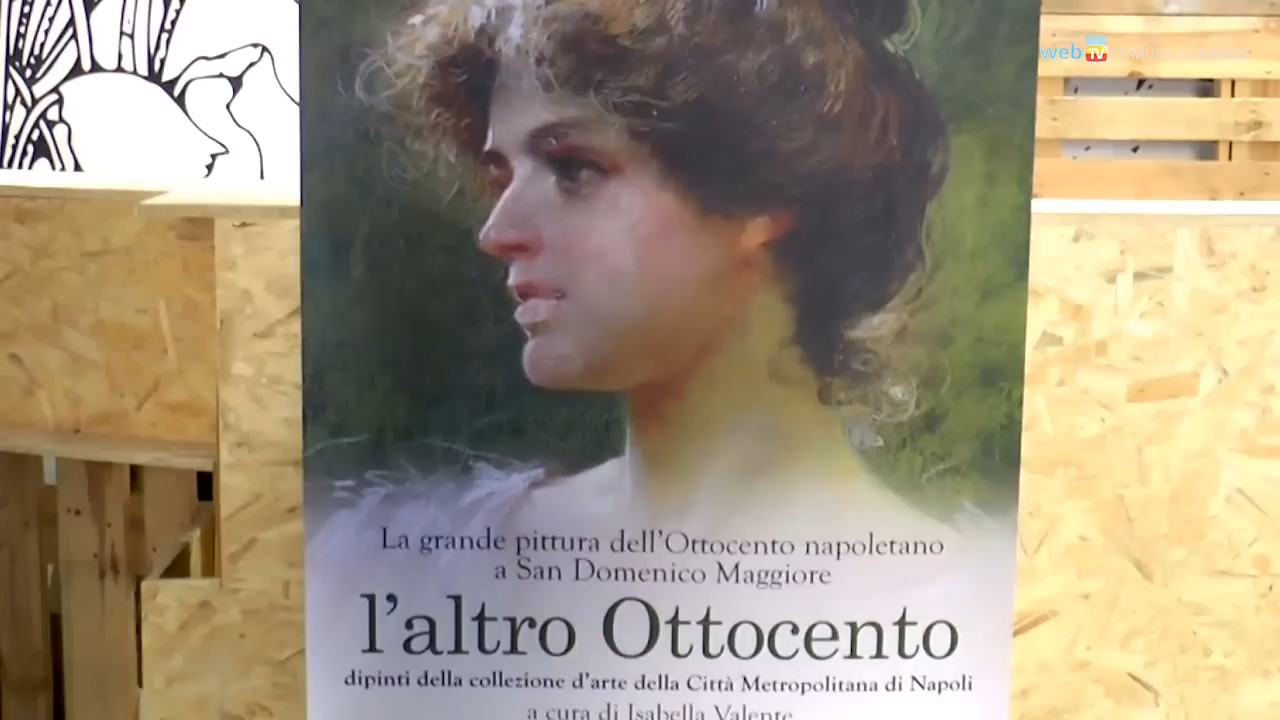 web TV
La grande pittura dell'Ottocento napoletano
a San Domenico Maggiore
l'altro Ottocento
dipinti della collezione d'arte della Città Metropolitana di Napoli
a cura di Isabella Valente